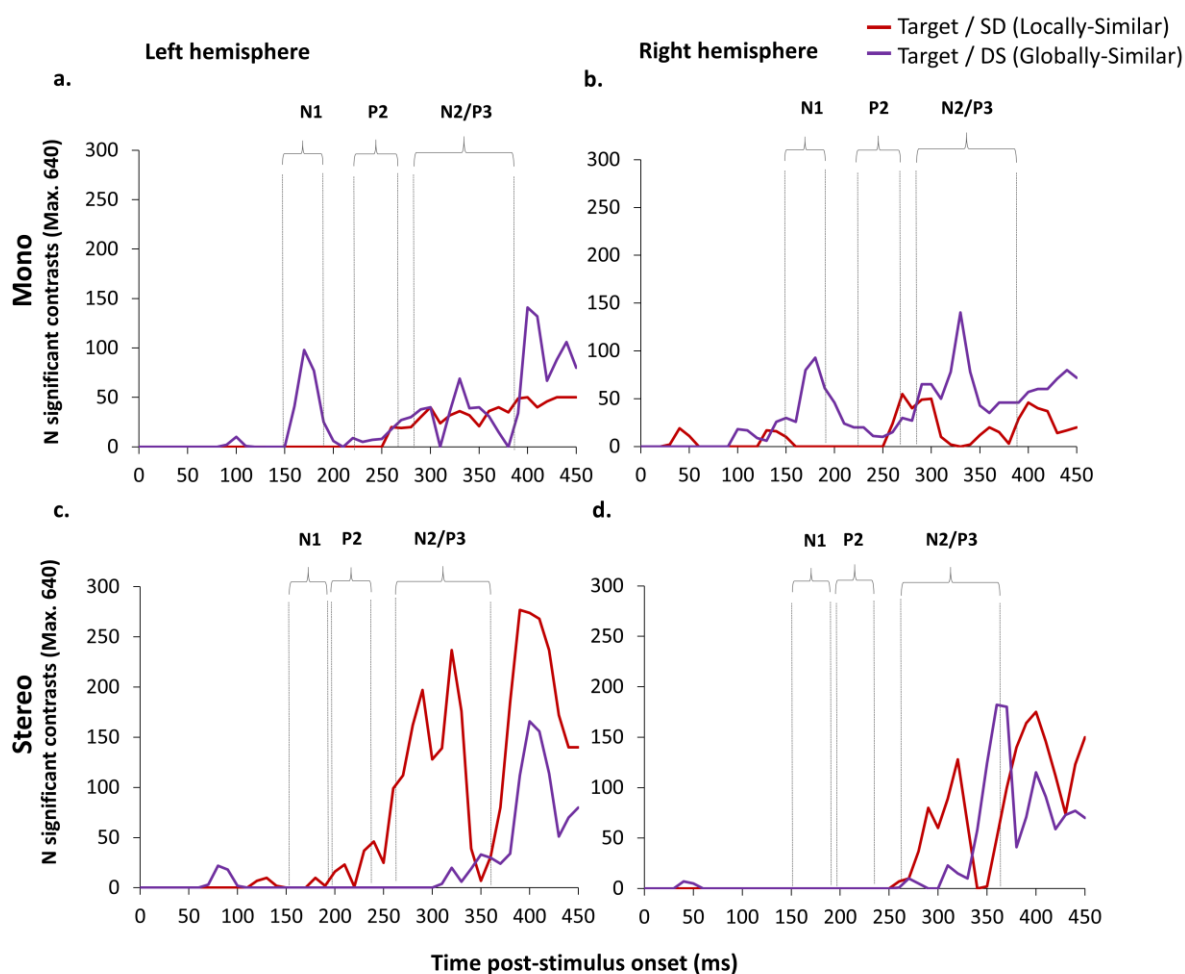 Target / SD (Locally-Similar)
Target / DS (Globally-Similar)
Left hemisphere
Right hemisphere
a.
b.
N1 P2 N2/P3
N1 P2 N2/P3
Mono
N significant contrasts (Max. 640)
300
250
200
150
100
50
0
0 50 100 150 200 250 300 350 400 450
300
250
200
150
100
50
0
0 50 100 150 200 250 300 350 400 450
c.
d.
N1 P2 N2/P3
N1 P2 N2/P3
Stereo
N significant contrasts (Max. 640)
300
250
200
150
100
50
0
0 50 100 150 200 250 300 350 400 450
300
250
200
150
100
50
0
0 50 100 150 200 250 300 350 400 450
Time post-stimulus onset (ms)